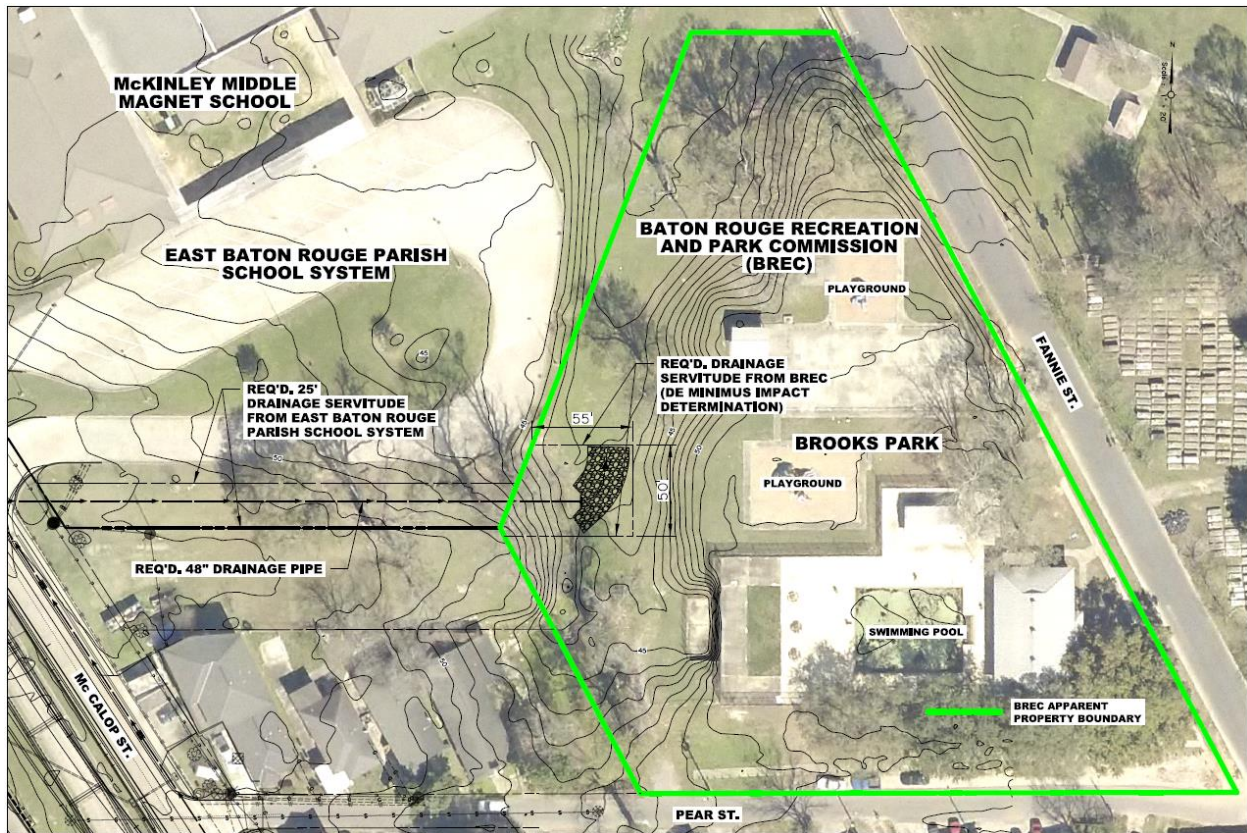 McKINLEY MIDDLE
MAGNET SCHOOL
N
EAST BATON ROUGE PARISH
SCHOOL SYSTEM
BATON ROUGE RECREATION
AND PARK COMMISSION
(BREC)
PLAYGROUND
FANNIE ST.
45
REQ'D. DRAINAGE
SERVITUDE FROM BREC
(DE MINIMUS IMPACT
DETERMINATION)
REQ'D. 25'
DRAINAGE SERVITUDE
FROM EAST BATON ROUGE
PARISH SCHOOL SYSTEM
55'
50'
BROOKS PARK
PLAYGROUND
50
50
REQ'D. 48" DRAINAGE PIPE
SWIMMING POOL
45
50
Mc CALOP ST.
BREC APPARENT
PROPERTY BOUNDARY
PEAR ST.